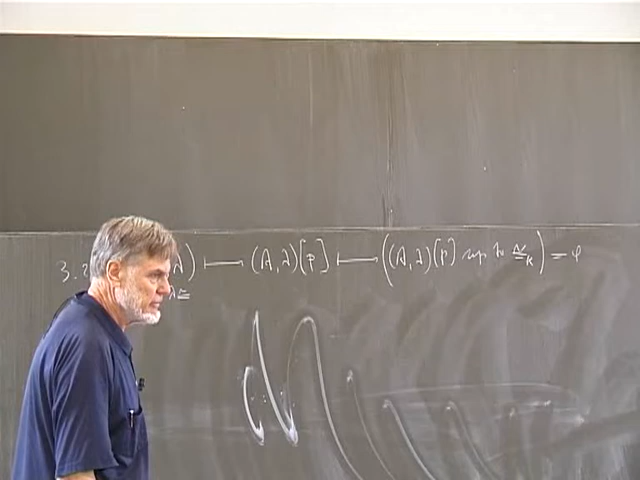 3. λ) ⟼ (A, λ)[p] ⟼ ((A, λ)[p] up to ≅_k) = φ
≅